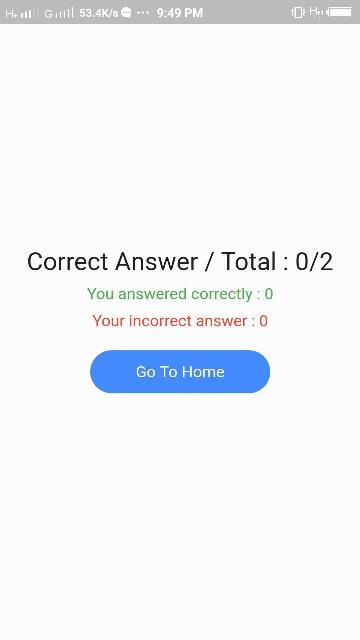 53.4K/s ... 9:49 PM
Correct Answer / Total : 0/2
You answered correctly : 0
Your incorrect answer : 0
Go To Home